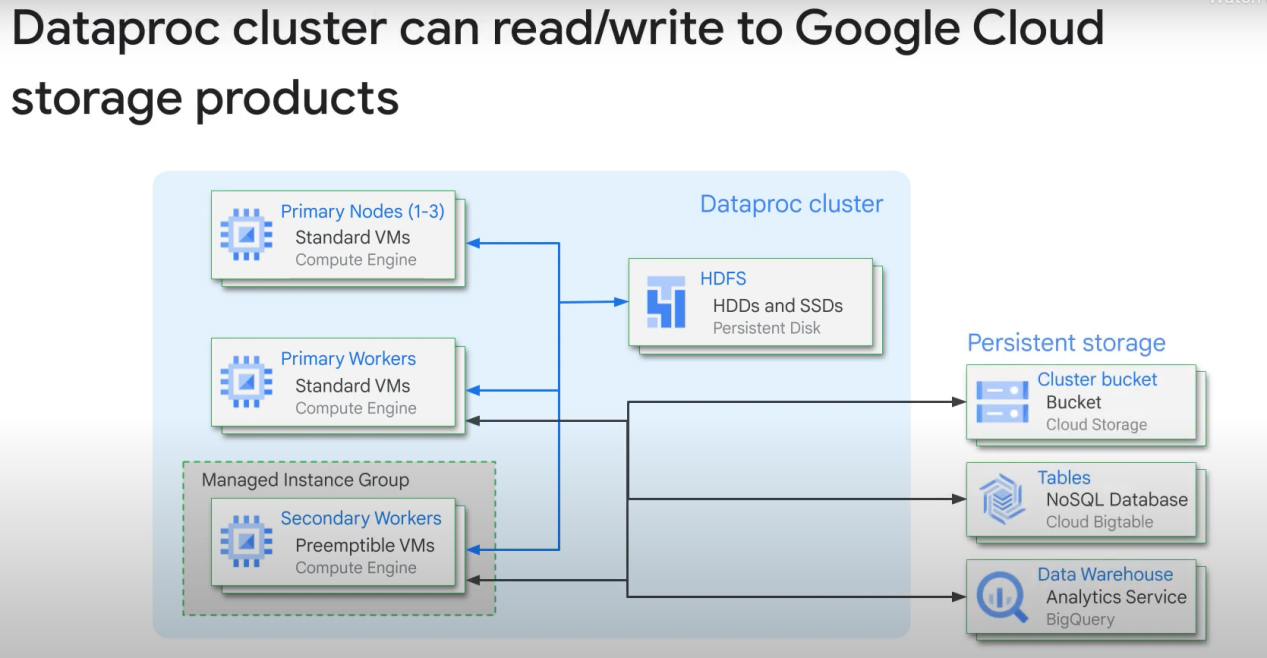 Dataproc cluster can read/write to Google Cloud
storage products
Dataproc cluster
Primary Nodes (1-3)
Standard VMs
Compute Engine
HDFS
HDDs and SSDs
Persistent Disk
Primary Workers
Standard VMs
Compute Engine
Managed Instance Group
Secondary Workers
Preemptible VMs
Compute Engine
Persistent storage
Cluster bucket
Bucket
Cloud Storage
Tables
NoSQL Database
Cloud Bigtable
Data Warehouse
Analytics Service
BigQuery